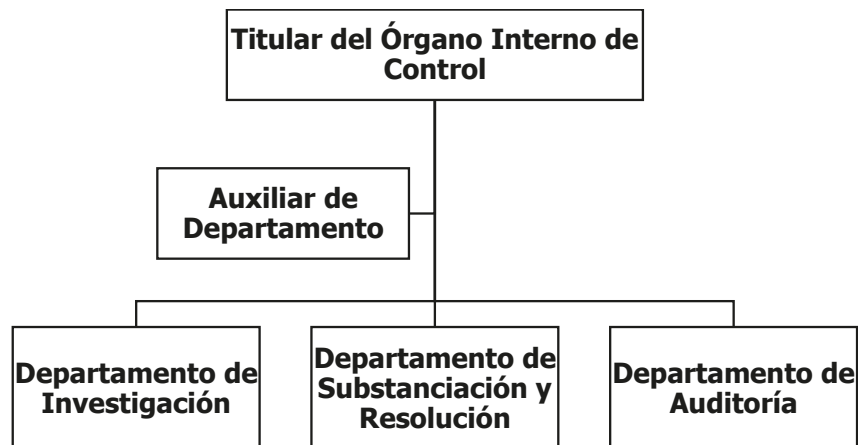 Titular del Órgano Interno de
Control
Auxiliar de
Departamento
Departamento de
Investigación
Departamento de
Substanciación y
Resolución
Departamento de
Auditoría